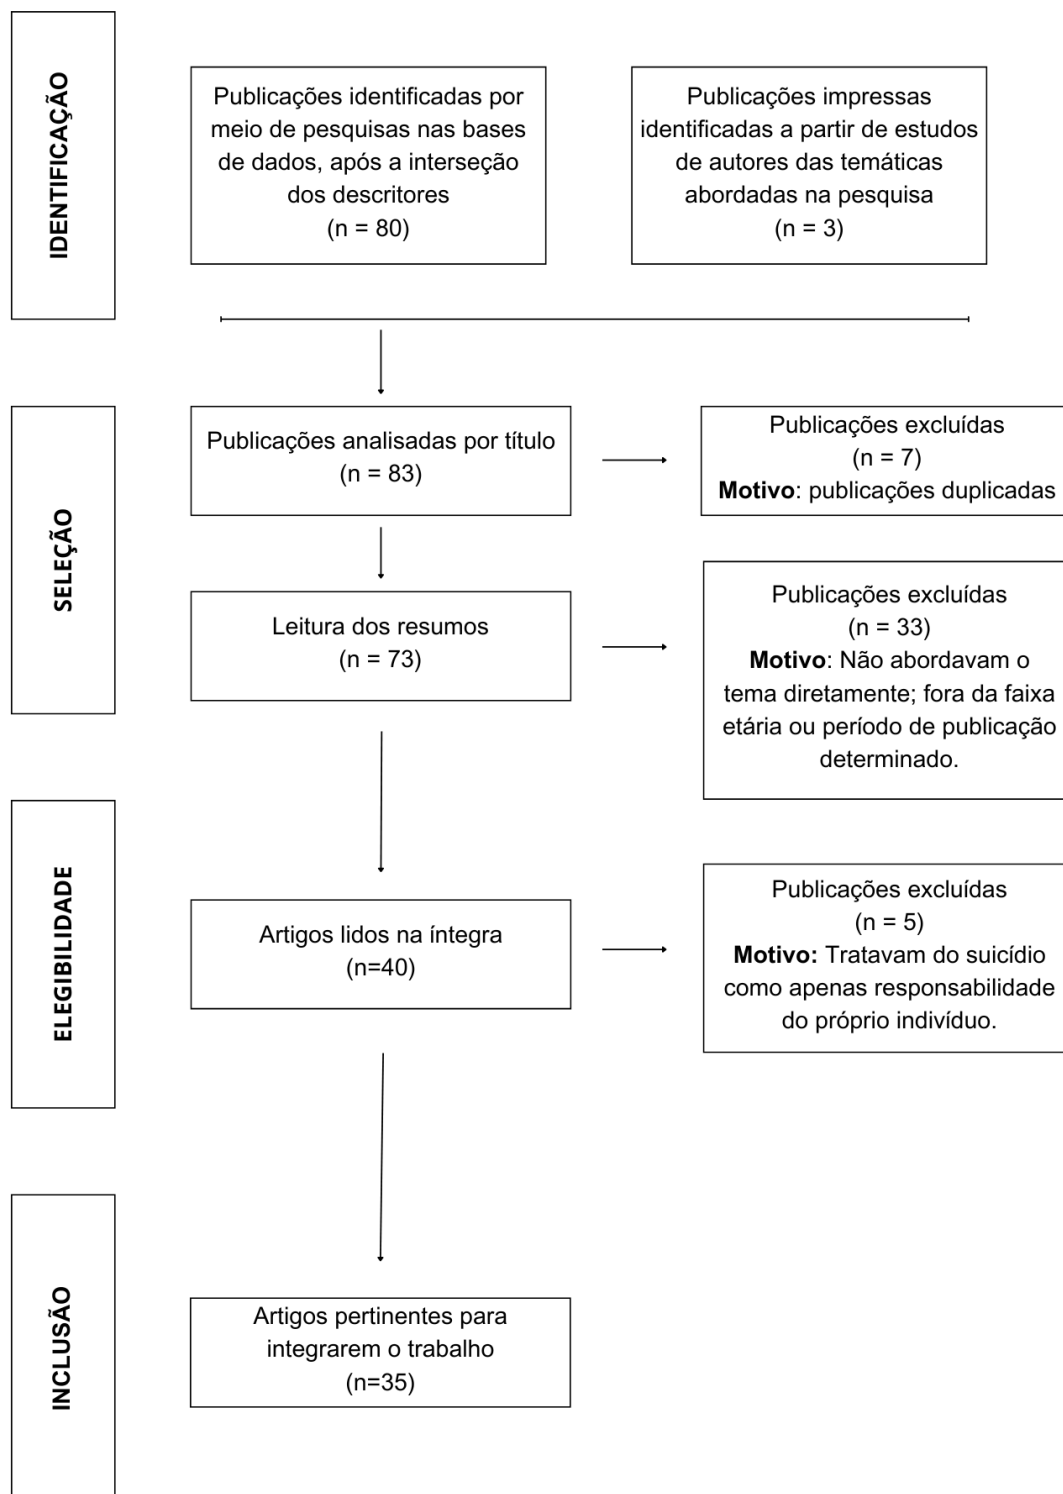 IDENTIFICAÇÃO
Publicações identificadas por
meio de pesquisas nas bases
de dados, após a interseção
dos descritores
(n = 80)
Publicações impressas
identificadas a partir de estudos
de autores das temáticas
abordadas na pesquisa
(n = 3)
SELEÇÃO
Publicações analisadas por título
(n = 83)
Publicações excluídas
(n = 7)
Motivo: publicações duplicadas
Leitura dos resumos
(n = 73)
Publicações excluídas
(n = 33)
Motivo: Não abordavam o
tema diretamente; fora da faixa
etária ou período de publicação
determinado.
ELEGIBILIDADE
Artigos lidos na íntegra
(n=40)
Publicações excluídas
(n = 5)
Motivo: Tratavam do suicídio
como apenas responsabilidade
do próprio indivíduo.
INCLUSÃO
Artigos pertinentes para
integrarem o trabalho
(n=35)